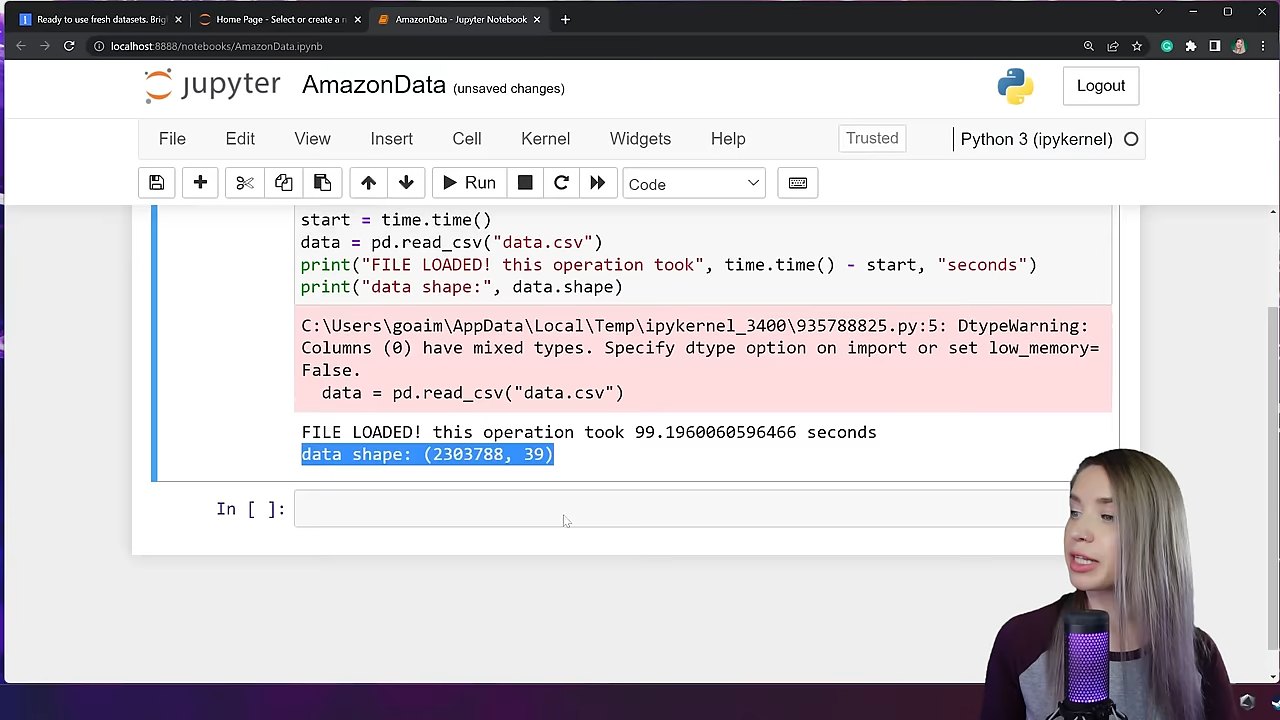 Ready to use fresh datasets. Brig
Home Page - Select or create a n
AmazonData - Jupyter Notebook
localhost:8888/notebooks/AmazonData.ipynb
jupyter AmazonData (unsaved changes)
Logout
File Edit View Insert Cell Kernel Widgets Help Trusted Python 3 (ipykernel)
Run Code
start = time.time()
data = pd.read_csv("data.csv")
print("FILE LOADED! this operation took", time.time() - start, "seconds")
print("data shape:", data.shape)
C:\Users\goaim\AppData\Local\Temp\ipykernel_3400\935788825.py:5: DtypeWarning:
Columns (0) have mixed types. Specify dtype option on import or set low_memory=
False.
data = pd.read_csv("data.csv")
FILE LOADED! this operation took 99.1960060596466 seconds
data shape: (2303788, 39)
In [ ]: